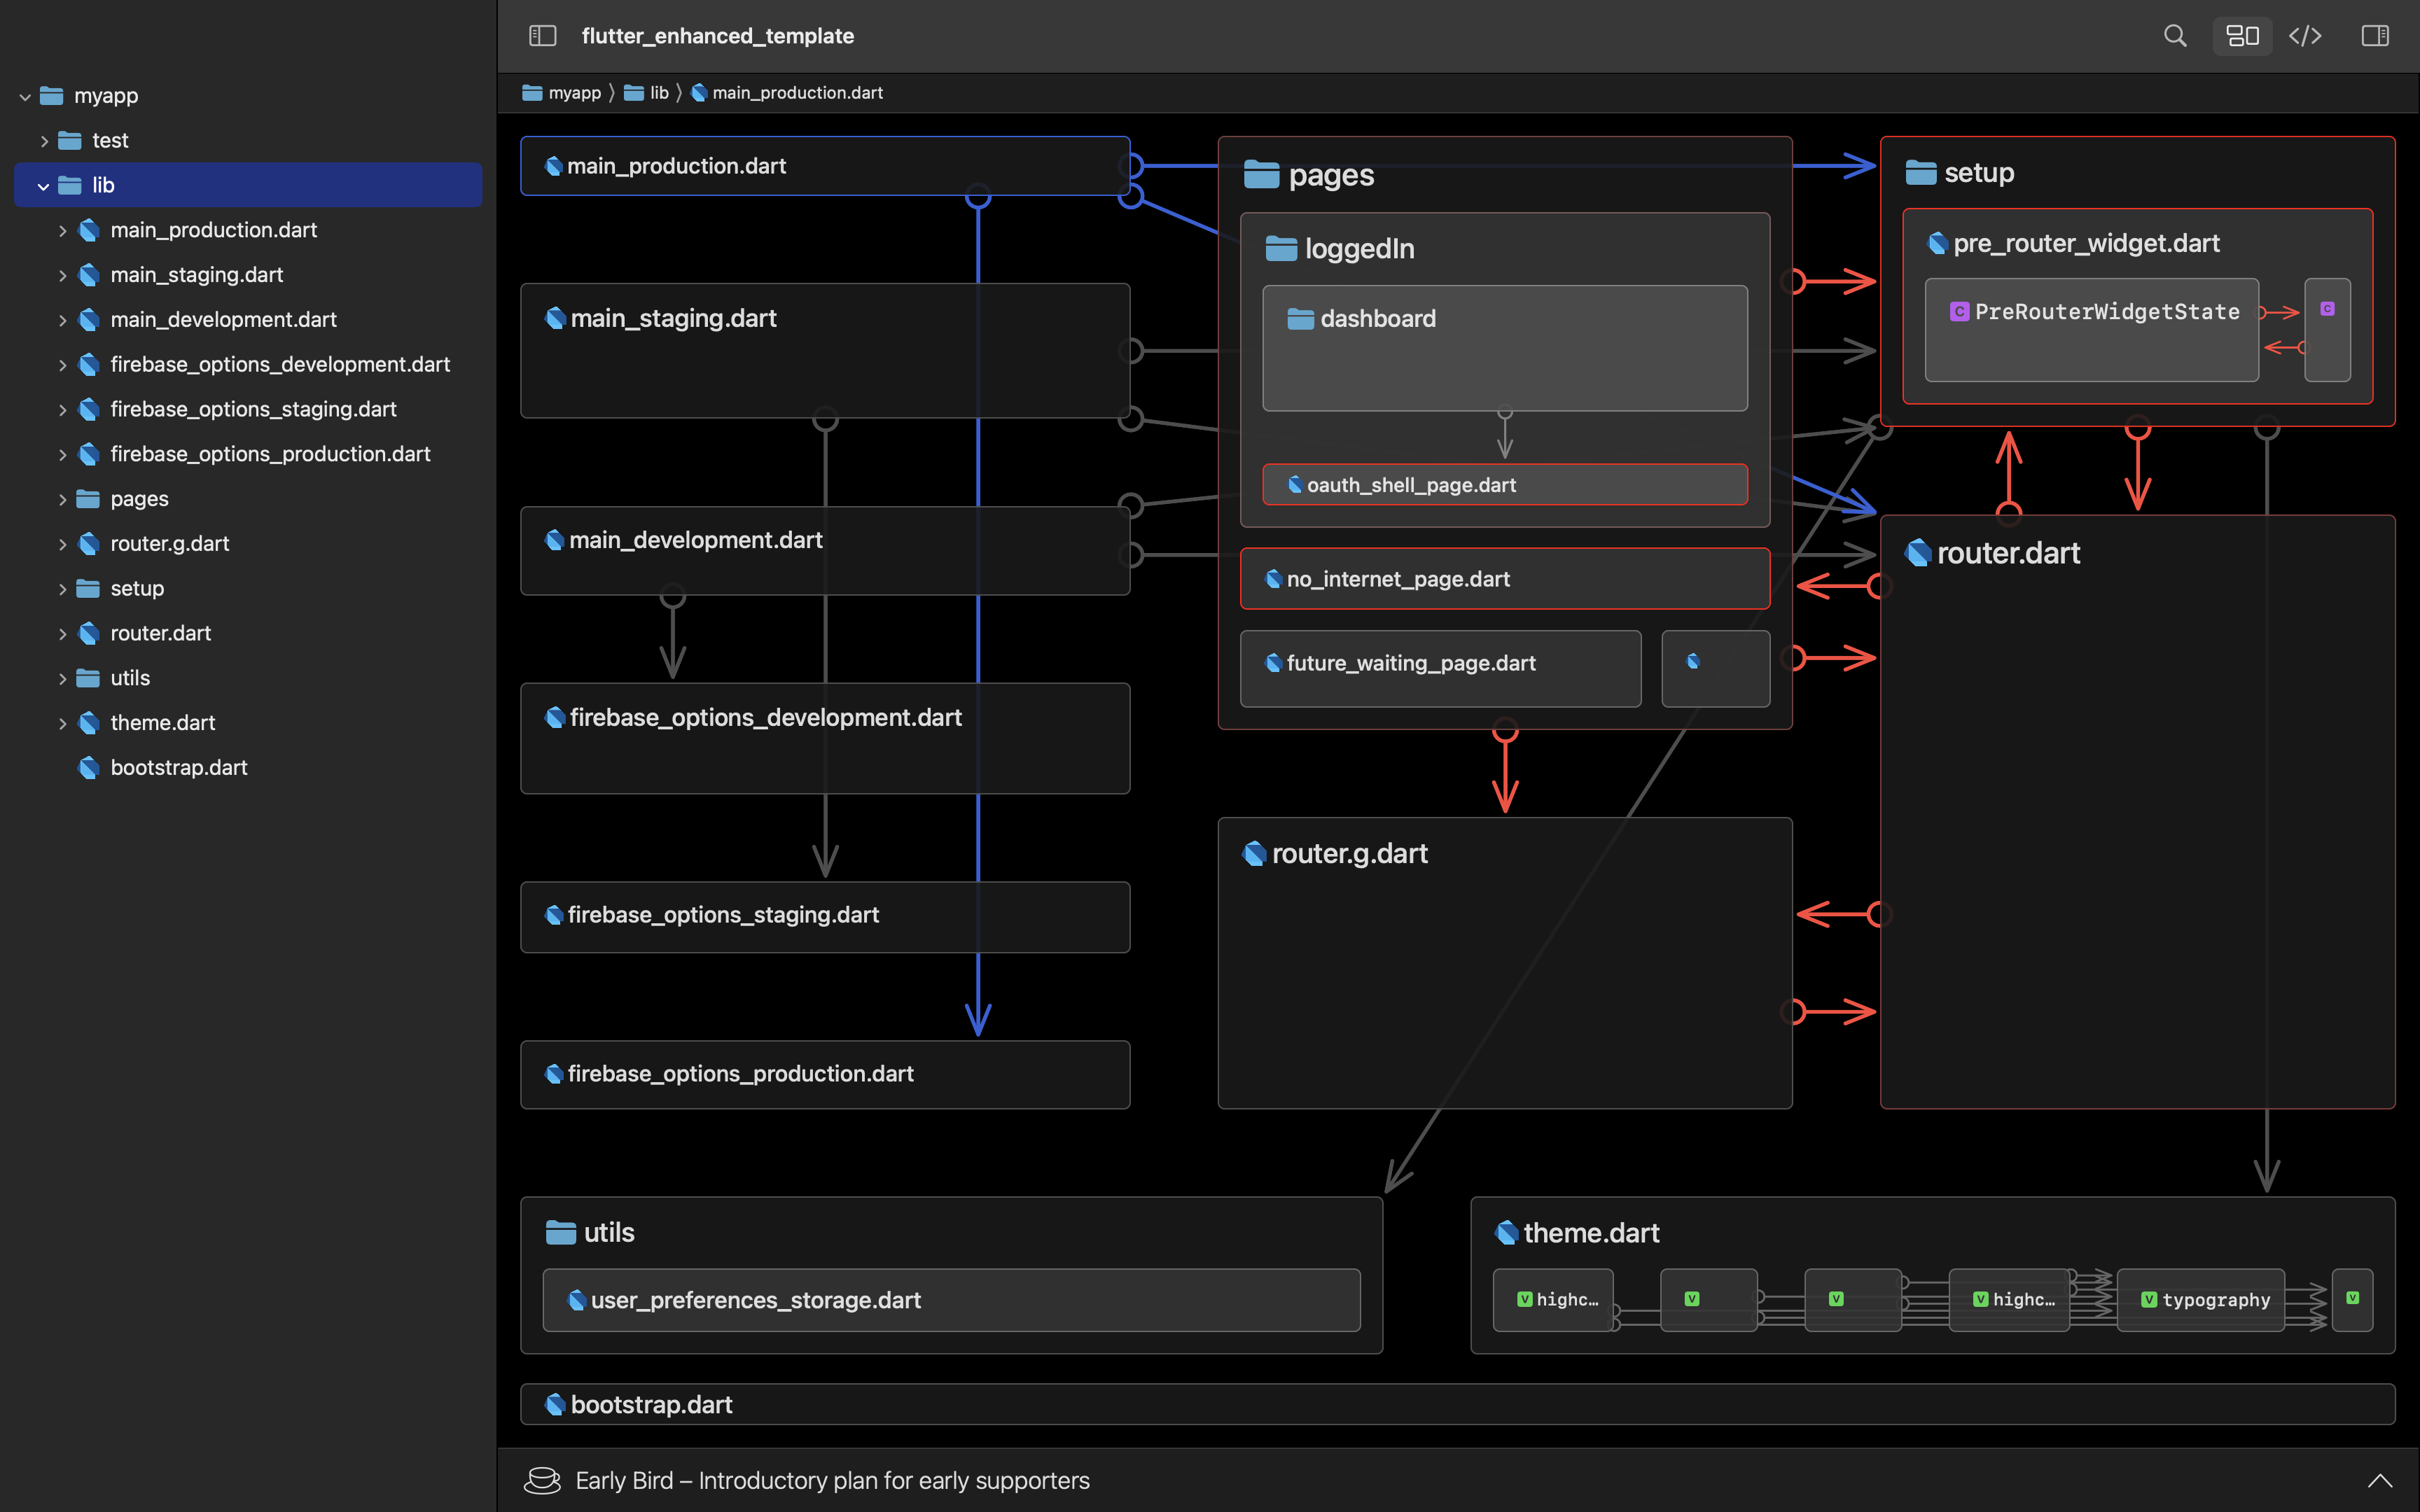 flutter_enhanced_template
myapp
test
lib
main_production.dart
main_staging.dart
main_development.dart
firebase_options_development.dart
firebase_options_staging.dart
firebase_options_production.dart
pages
router.g.dart
setup
router.dart
utils
theme.dart
bootstrap.dart
myapp 〉 lib 〉 main_production.dart
main_production.dart
main_staging.dart
main_development.dart
firebase_options_development.dart
firebase_options_staging.dart
firebase_options_production.dart
pages
loggedIn
dashboard
oauth_shell_page.dart
no_internet_page.dart
future_waiting_page.dart
router.g.dart
setup
pre_router_widget.dart
C PreRouterWidgetState
C
router.dart
utils
user_preferences_storage.dart
theme.dart
V highc…
V
V
V highc…
V typography
V
bootstrap.dart
Early Bird – Introductory plan for early supporters